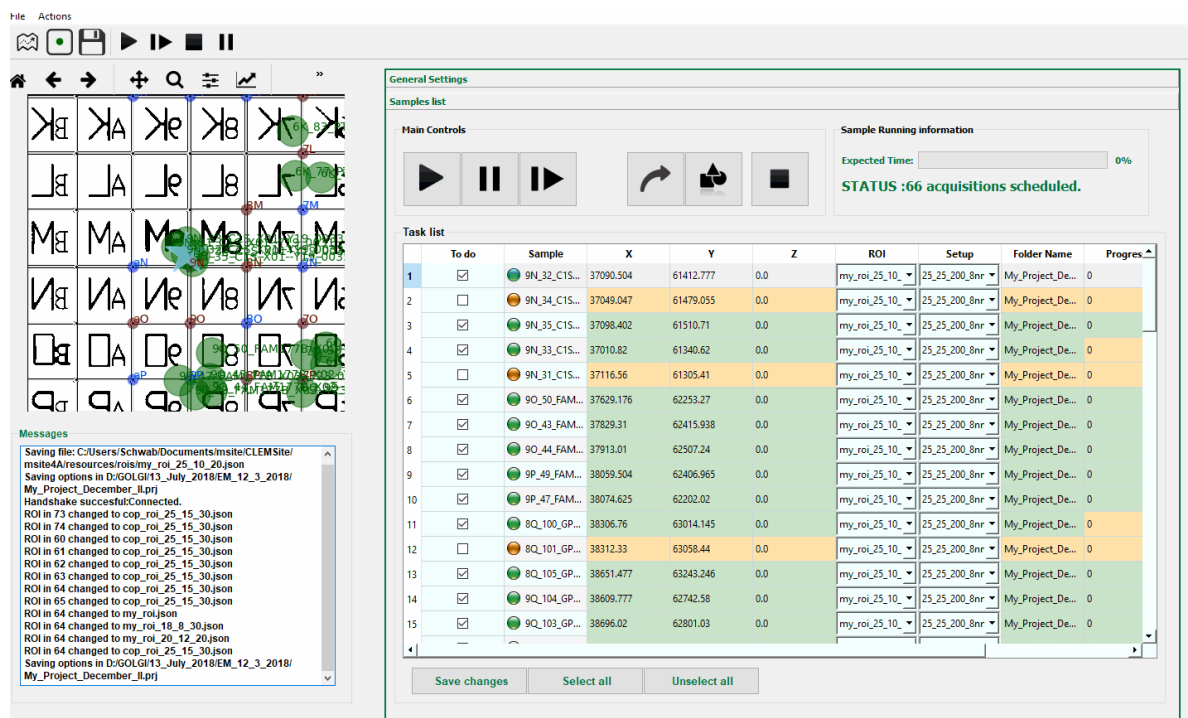 File Actions
»
General Settings
Samples list
Main Controls
Sample Running information
Expected Time: 0%
STATUS :66 acquisitions scheduled.
Task list
To do Sample X Y Z ROI Setup Folder Name Progres
1 9N_32_C1S... 37090.504 61412.777 0.0 my_roi_25_10_ 25_25_200_8nr My_Project_De... 0
2 9N_34_C1S... 37049.047 61479.055 0.0 my_roi_25_10_ 25_25_200_8nr My_Project_De... 0
3 9N_35_C1S... 37098.402 61510.71 0.0 my_roi_25_10_ 25_25_200_8nr My_Project_De... 0
4 9N_33_C1S... 37010.82 61340.62 0.0 my_roi_25_10_ 25_25_200_8nr My_Project_De... 0
5 9N_31_C1S... 37116.56 61305.41 0.0 my_roi_25_10_ 25_25_200_8nr My_Project_De... 0
6 9O_50_FAM... 37629.176 62253.27 0.0 my_roi_25_10_ 25_25_200_8nr My_Project_De... 0
7 9O_43_FAM... 37829.31 62415.938 0.0 my_roi_25_10_ 25_25_200_8nr My_Project_De... 0
8 9O_44_FAM... 37913.01 62507.24 0.0 my_roi_25_10_ 25_25_200_8nr My_Project_De... 0
9 9P_49_FAM... 38059.504 62406.965 0.0 my_roi_25_10_ 25_25_200_8nr My_Project_De... 0
10 9P_47_FAM... 38074.625 62202.02 0.0 my_roi_25_10_ 25_25_200_8nr My_Project_De... 0
11 8Q_100_GP... 38306.76 63014.145 0.0 my_roi_25_10_ 25_25_200_8nr My_Project_De... 0
12 8Q_101_GP... 38312.33 63058.44 0.0 my_roi_25_10_ 25_25_200_8nr My_Project_De... 0
13 8Q_105_GP... 38651.477 63243.246 0.0 my_roi_25_10_ 25_25_200_8nr My_Project_De... 0
14 9Q_104_GP... 38609.777 62742.58 0.0 my_roi_25_10_ 25_25_200_8nr My_Project_De... 0
15 9Q_103_GP... 38696.02 62801.03 0.0 my_roi_25_10_ 25_25_200_8nr My_Project_De... 0
Save changes Select all Unselect all
7L
8M 7M
aN 8N 7N
aO 9O 8O 7O
aP
Messages
Saving file: C:/Users/Schwab/Documents/msite/CLEMSite/
msite4A/resources/rois/my_roi_25_10_20.json
Saving options in D:/GOLGI/13_July_2018/EM_12_3_2018/
My_Project_December_II.prj
Handshake succesful:Connected.
ROI in 73 changed to cop_roi_25_15_30.json
ROI in 74 changed to cop_roi_25_15_30.json
ROI in 60 changed to cop_roi_25_15_30.json
ROI in 61 changed to cop_roi_25_15_30.json
ROI in 62 changed to cop_roi_25_15_30.json
ROI in 63 changed to cop_roi_25_15_30.json
ROI in 64 changed to cop_roi_25_15_30.json
ROI in 65 changed to cop_roi_25_15_30.json
ROI in 64 changed to my_roi.json
ROI in 64 changed to my_roi_18_8_30.json
ROI in 64 changed to my_roi_20_12_20.json
ROI in 64 changed to cop_roi_25_15_30.json
Saving options in D:/GOLGI/13_July_2018/EM_12_3_2018/
My_Project_December_II.prj